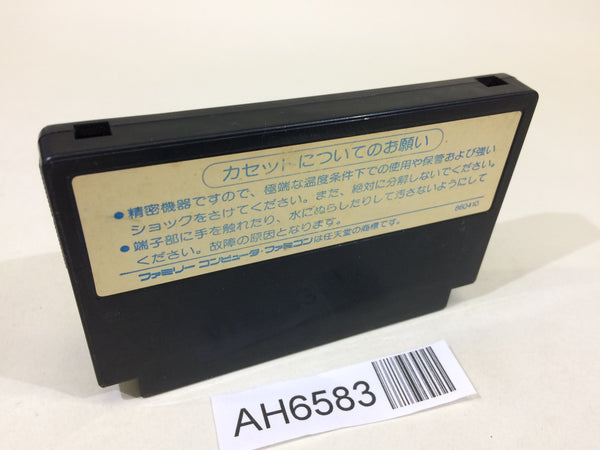 カセットについてのお願い
●精密機器ですので、極端な温度条件下での使用や保管および強い
ショックをさけてください。また、絶対に分解しないでください。
●端子部に手を触れたり、水にぬらしたりして汚さないようにして
ください。故障の原因となります。
860410
ファミリーコンピュータ・ファミコンは任天堂の商標です。
AH6583